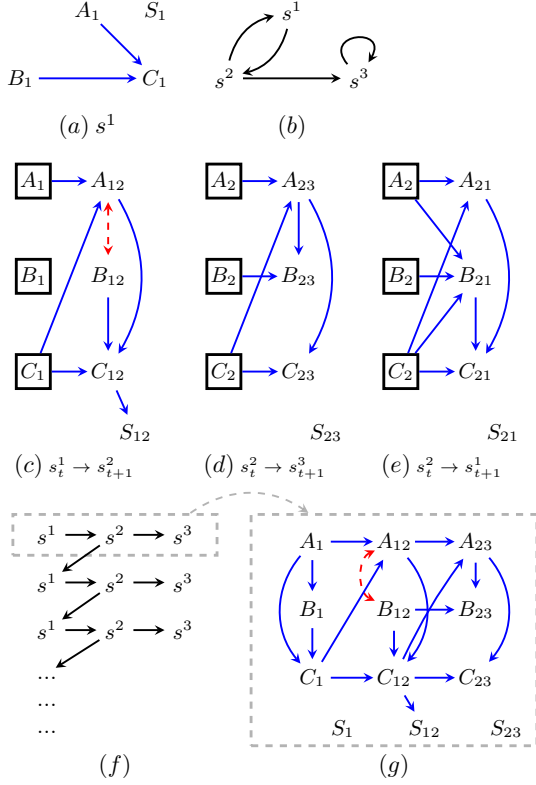 A₁ S₁
B₁ C₁
(a) s¹
s¹
s² s³
(b)
A₁ A₁₂
B₁ B₁₂
C₁ C₁₂
S₁₂
(c) s¹ₜ → s²ₜ₊₁
A₂ A₂₃
B₂ B₂₃
C₂ C₂₃
S₂₃
(d) s²ₜ → s³ₜ₊₁
A₂ A₂₁
B₂ B₂₁
C₂ C₂₁
S₂₁
(e) s²ₜ → s¹ₜ₊₁
s¹ s² s³
s¹ s² s³
s¹ s² s³
...
...
...
(f)
A₁ A₁₂ A₂₃
B₁ B₁₂ B₂₃
C₁ C₁₂ C₂₃
S₁ S₁₂ S₂₃
(g)